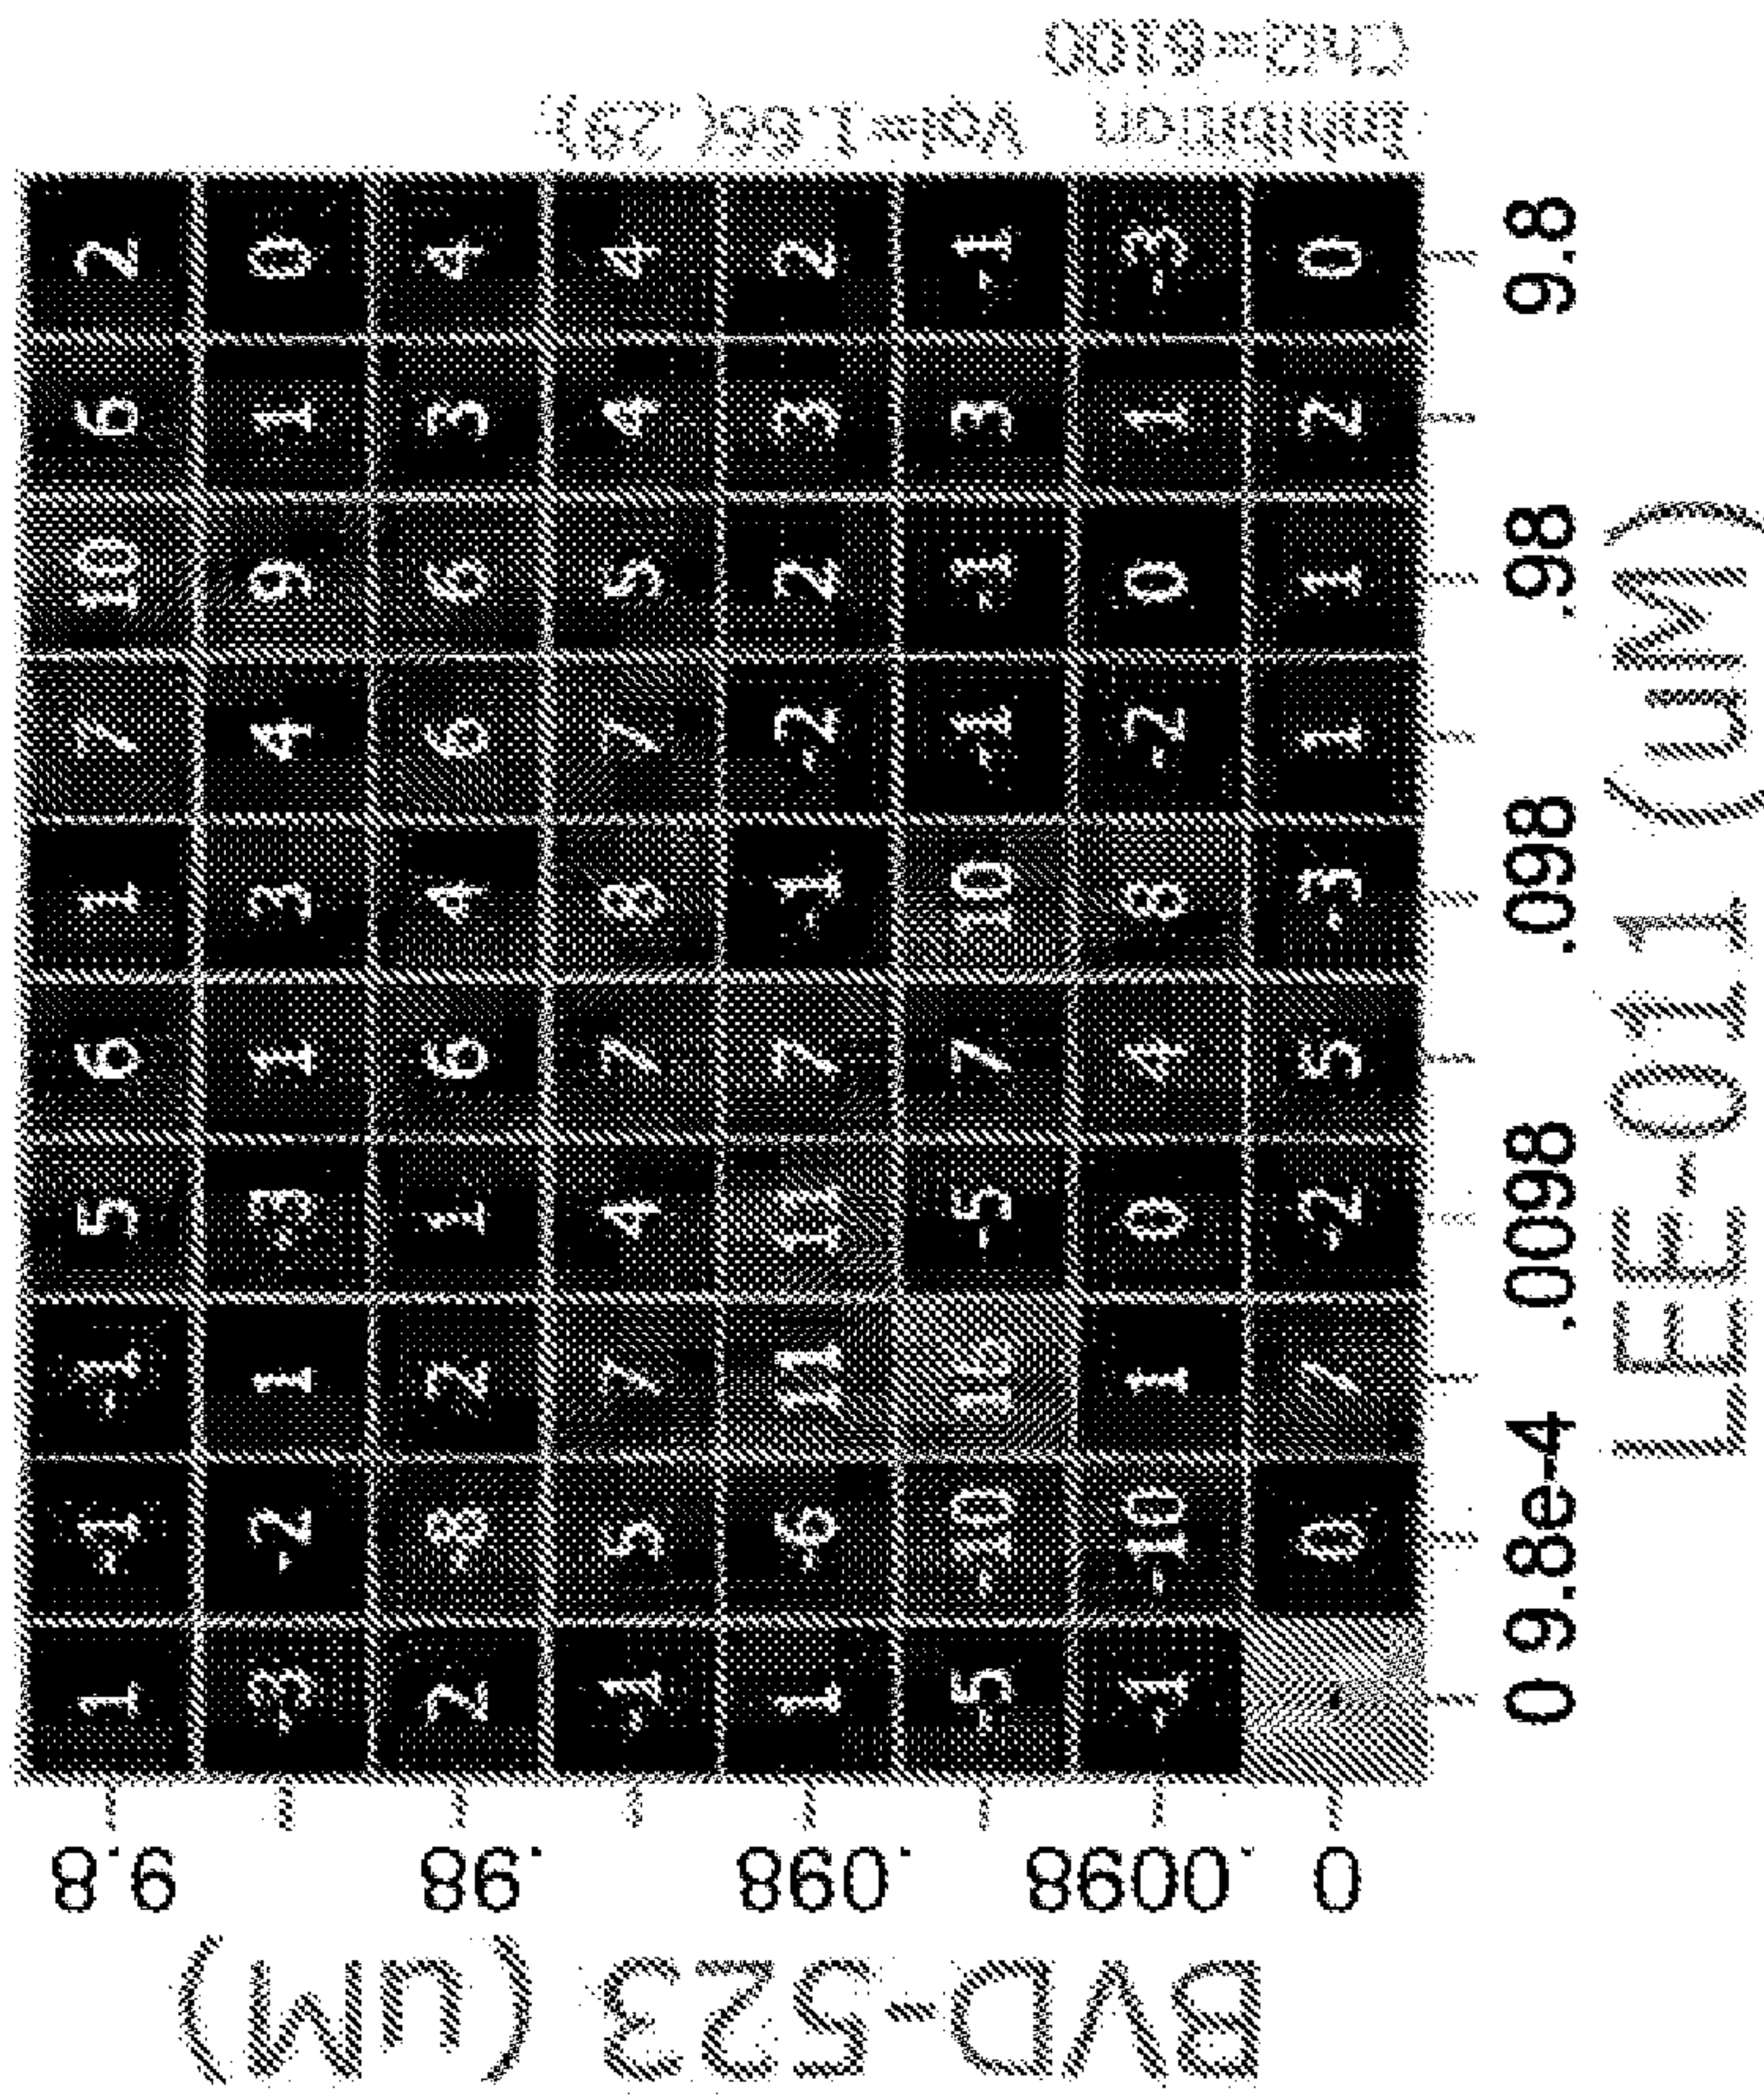 BVD-523 (uM)
9.8 1 -1 -1 5 6 1 7 10 6 2
-3 -2 1 -3 1 3 4 9 1 0
.98 2 -8 2 1 6 4 6 6 3 4
-1 5 7 4 7 8 7 5 4 4
.098 1 -6 11 7 -1 -2 2 3 2
-5 -10 16 -5 7 10 -1 -1 3 -1
.0098 -1 -10 1 0 4 8 -2 0 1 -3
0 . 0 7 -2 5 -3 1 1 2 0
0 9.8e-4 .0098 .098 .98 9.8
LEE-011 (uM)
Inhibition Vol=1.66(.29)
Chi2=6100